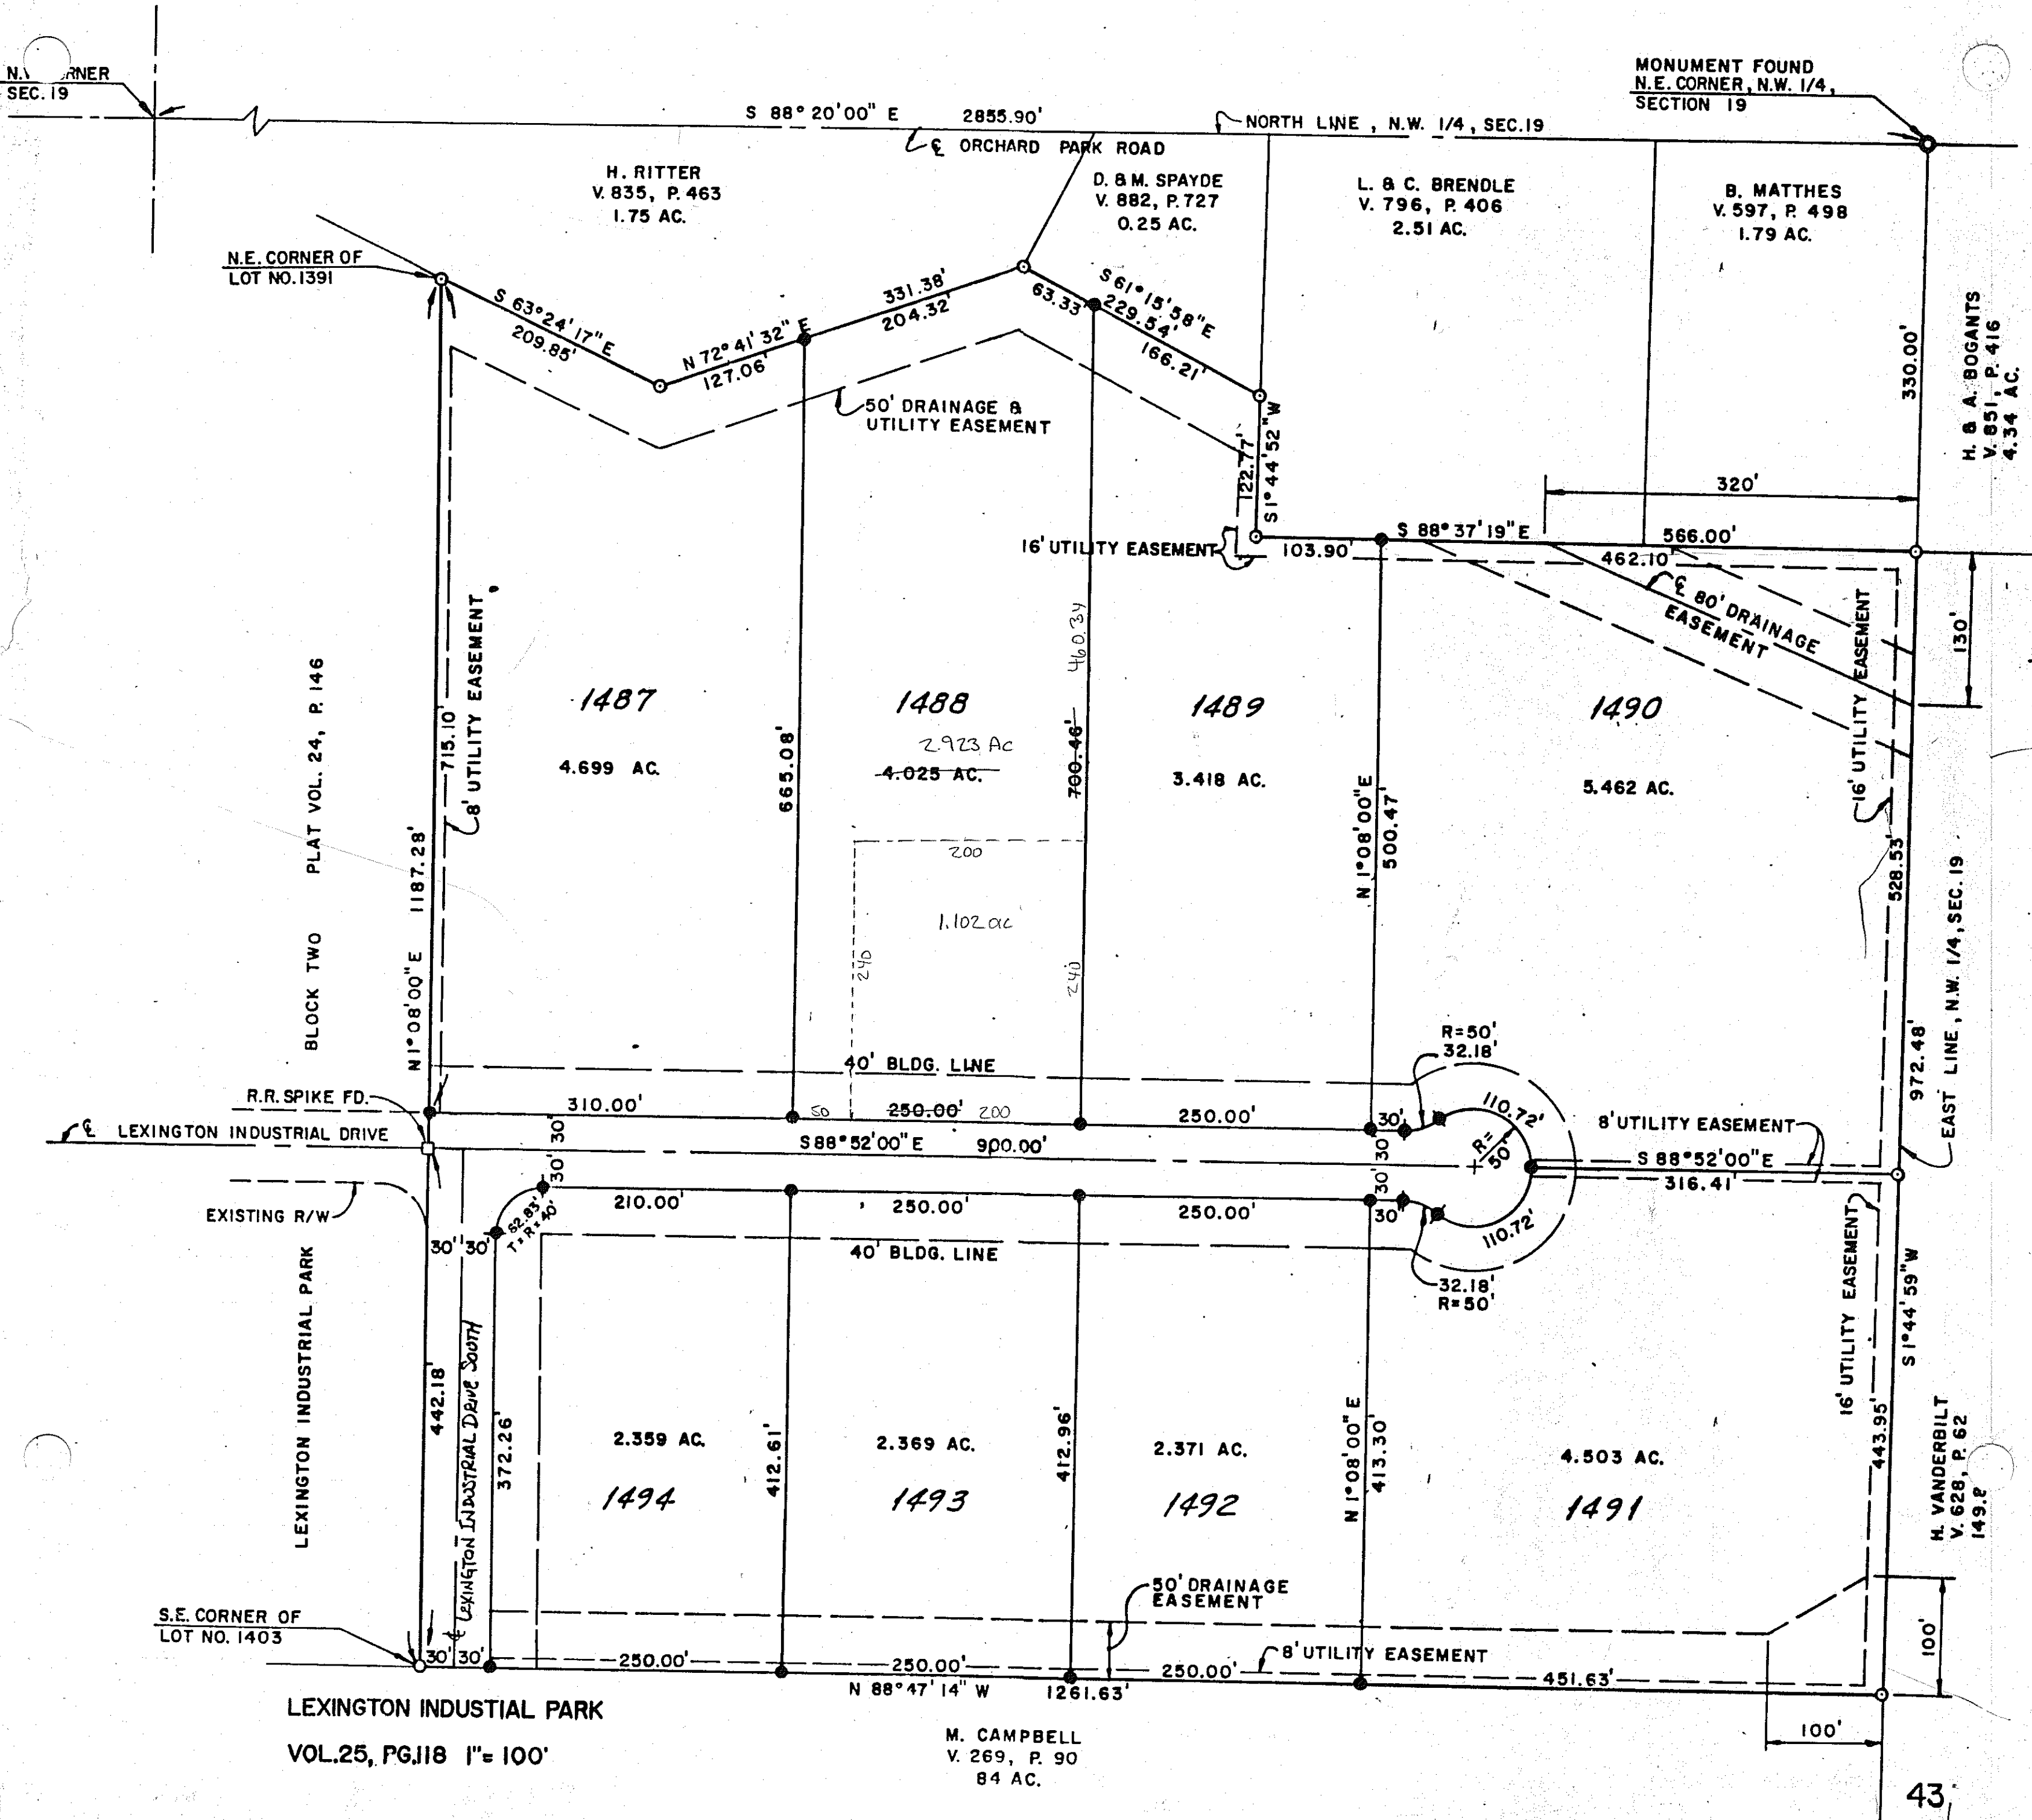 N.W. CORNER
SEC. 19
MONUMENT FOUND
N.E. CORNER, N.W. 1/4,
SECTION 19
S 88° 20' 00" E 2855.90'
NORTH LINE, N.W. 1/4, SEC.19
℄ ORCHARD PARK ROAD
H. RITTER
V. 835, P. 463
1.75 AC.
D. & M. SPAYDE
V. 882, P. 727
0.25 AC.
L. & C. BRENDLE
V. 796, P. 406
2.51 AC.
B. MATTHES
V. 597, P. 498
1.79 AC.
H. & A. BOGANTS
V. 851, P. 416
4.34 AC.
330.00'
N.E. CORNER OF
LOT NO. 1391
S 63° 24' 17" E
209.85'
N 72° 41' 32" E
127.06'
331.38'
204.32'
63.33'
S 61° 15' 58" E
229.54'
166.21'
50' DRAINAGE &
UTILITY EASEMENT
122.77'
S 1° 44' 52" W
320'
16' UTILITY EASEMENT
103.90'
S 88° 37' 19" E
566.00'
462.10'
℄ 80' DRAINAGE
EASEMENT
16' UTILITY EASEMENT
130'
8' UTILITY EASEMENT
715.10'
BLOCK TWO PLAT VOL. 24, P. 146
N 1° 08' 00" E 1187.28'
1487
4.699 AC.
665.08'
1488
2.923 Ac
4.025 AC.
460.34
700.46'
1489
3.418 AC.
N 1° 08' 00" E
500.47'
1490
5.462 AC.
528.53'
200
1.102 ac
240
240
EAST LINE, N.W. 1/4, SEC. 19
972.48'
R=50'
32.18'
40' BLDG. LINE
R.R. SPIKE FD.
310.00'
50
250.00'
200
250.00'
30'
110.72'
8' UTILITY EASEMENT
℄ LEXINGTON INDUSTRIAL DRIVE
30'
S 88° 52' 00" E 900.00'
30'
R=
50'
S 88° 52' 00" E
316.41'
EXISTING R/W
30'
62.83'
T=R=40'
210.00'
250.00'
250.00'
30'
30'
110.72'
30' 30'
40' BLDG. LINE
32.18'
R=50'
16' UTILITY EASEMENT
S 1° 44' 59" W
LEXINGTON INDUSTRIAL PARK
442.18'
℄ LEXINGTON INDUSTRIAL DRIVE SOUTH
372.26'
2.359 AC.
1494
412.61'
2.369 AC.
1493
412.96'
2.371 AC.
1492
N 1° 08' 00" E
413.30'
4.503 AC.
1491
443.95'
H. VANDERBILT
V. 628, P. 62
149.8
50' DRAINAGE
EASEMENT
S.E. CORNER OF
LOT NO. 1403
30' 30'
250.00'
250.00'
250.00'
8' UTILITY EASEMENT
451.63'
100'
N 88° 47' 14" W 1261.63'
100'
LEXINGTON INDUSTIAL PARK
VOL.25, PG.118 1"= 100'
M. CAMPBELL
V. 269, P. 90
84 AC.
43